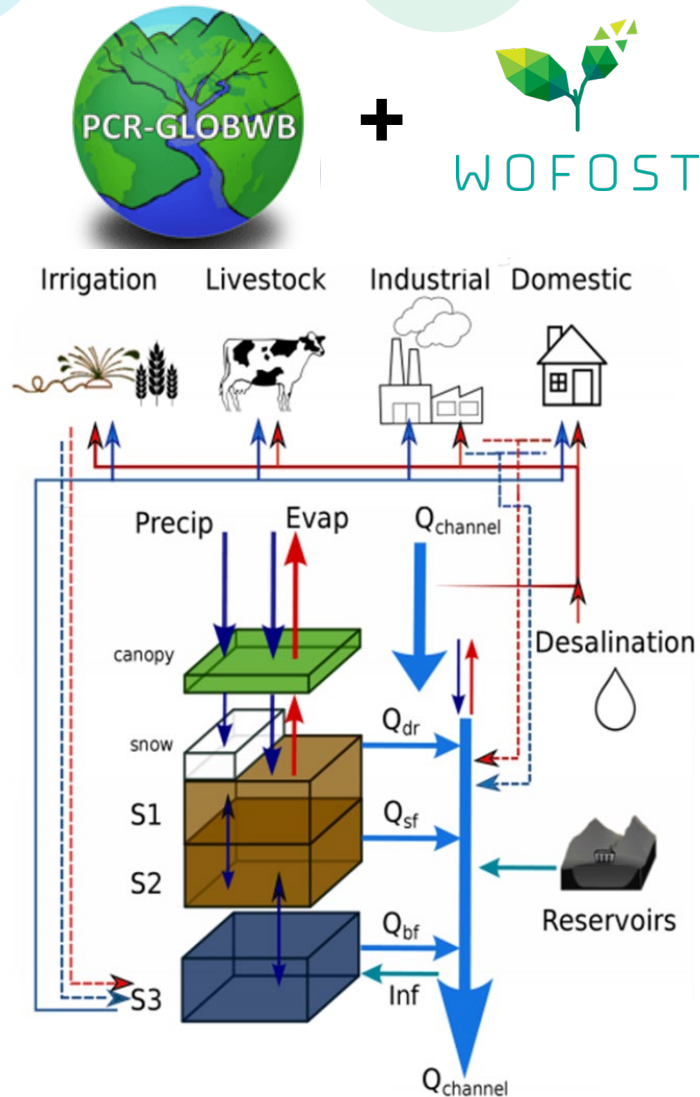 PCR-GLOBWB
+
WOFOST
Irrigation Livestock Industrial Domestic
Precip Evap Qchannel
canopy
Desalination
snow
Qdr
S1
Qsf
S2
Reservoirs
Qbf
S3
Inf
Qchannel